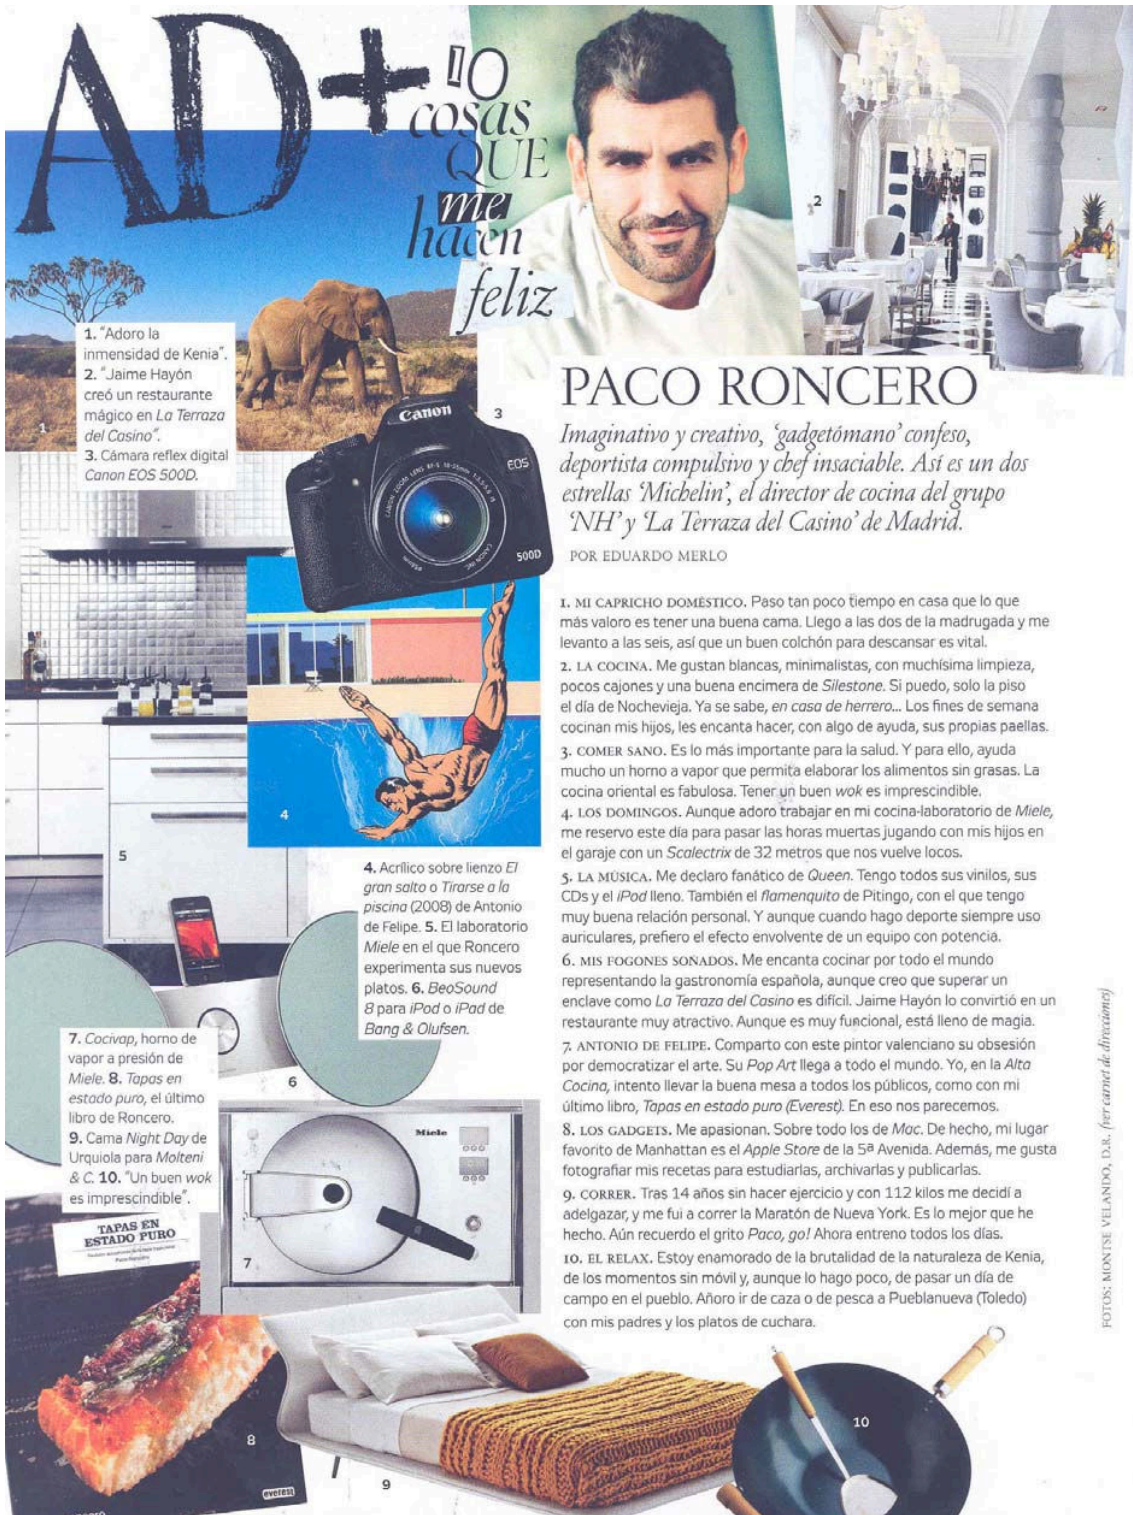 AD+
10
cosas
QUE
me
hacen
feliz
1. "Adoro la
inmensidad de Kenia".
2. "Jaime Hayón
creó un restaurante
mágico en La Terraza
del Casino".
3. Cámara reflex digital
Canon EOS 500D.
1
2
3
Canon
EOS
500D
PACO RONCERO
Imaginativo y creativo, 'gadgetómano' confeso,
deportista compulsivo y chef insaciable. Así es un dos
estrellas 'Michelin', el director de cocina del grupo
'NH' y 'La Terraza del Casino' de Madrid.
POR EDUARDO MERLO
1. MI CAPRICHO DOMÉSTICO. Paso tan poco tiempo en casa que lo que
más valoro es tener una buena cama. Llego a las dos de la madrugada y me
levanto a las seis, así que un buen colchón para descansar es vital.
2. LA COCINA. Me gustan blancas, minimalistas, con muchísima limpieza,
pocos cajones y una buena encimera de Silestone. Si puedo, solo la piso
el día de Nochevieja. Ya se sabe, en casa de herrero... Los fines de semana
cocinan mis hijos, les encanta hacer, con algo de ayuda, sus propias paellas.
3. COMER SANO. Es lo más importante para la salud. Y para ello, ayuda
mucho un horno a vapor que permita elaborar los alimentos sin grasas. La
cocina oriental es fabulosa. Tener un buen wok es imprescindible.
4. LOS DOMINGOS. Aunque adoro trabajar en mi cocina-laboratorio de Miele,
me reservo este día para pasar las horas muertas jugando con mis hijos en
el garaje con un Scalectrix de 32 metros que nos vuelve locos.
5. LA MÚSICA. Me declaro fanático de Queen. Tengo todos sus vinilos, sus
CDs y el iPod lleno. También el flamenquito de Pitingo, con el que tengo
muy buena relación personal. Y aunque cuando hago deporte siempre uso
auriculares, prefiero el efecto envolvente de un equipo con potencia.
6. MIS FOGONES SOÑADOS. Me encanta cocinar por todo el mundo
representando la gastronomía española, aunque creo que superar un
enclave como La Terraza del Casino es difícil. Jaime Hayón lo convirtió en un
restaurante muy atractivo. Aunque es muy funcional, está lleno de magia.
7. ANTONIO DE FELIPE. Comparto con este pintor valenciano su obsesión
por democratizar el arte. Su Pop Art llega a todo el mundo. Yo, en la Alta
Cocina, intento llevar la buena mesa a todos los públicos, como con mi
último libro, Tapas en estado puro (Everest). En eso nos parecemos.
8. LOS GADGETS. Me apasionan. Sobre todo los de Mac. De hecho, mi lugar
favorito de Manhattan es el Apple Store de la 5ª Avenida. Además, me gusta
fotografiar mis recetas para estudiarlas, archivarlas y publicarlas.
9. CORRER. Tras 14 años sin hacer ejercicio y con 112 kilos me decidí a
adelgazar, y me fui a correr la Maratón de Nueva York. Es lo mejor que he
hecho. Aún recuerdo el grito Paco, go! Ahora entreno todos los días.
10. EL RELAX. Estoy enamorado de la brutalidad de la naturaleza de Kenia,
de los momentos sin móvil y, aunque lo hago poco, de pasar un día de
campo en el pueblo. Añoro ir de caza o de pesca a Pueblanueva (Toledo)
con mis padres y los platos de cuchara.
4
5
4. Acrílico sobre lienzo El
gran salto o Tirarse a la
piscina (2008) de Antonio
de Felipe. 5. El laboratorio
Miele en el que Roncero
experimenta sus nuevos
platos. 6. BeoSound
8 para iPod o iPad de
Bang & Olufsen.
6
7. Cocivap, horno de
vapor a presión de
Miele. 8. Tapas en
estado puro, el último
libro de Roncero.
9. Cama Night Day de
Urquiola para Molteni
& C. 10. "Un buen wok
es imprescindible".
Miele
7
TAPAS EN
ESTADO PURO
8
everest
9
10
FOTOS: MONTSE VELANDO, D.R. (ver carnet de direcciones)